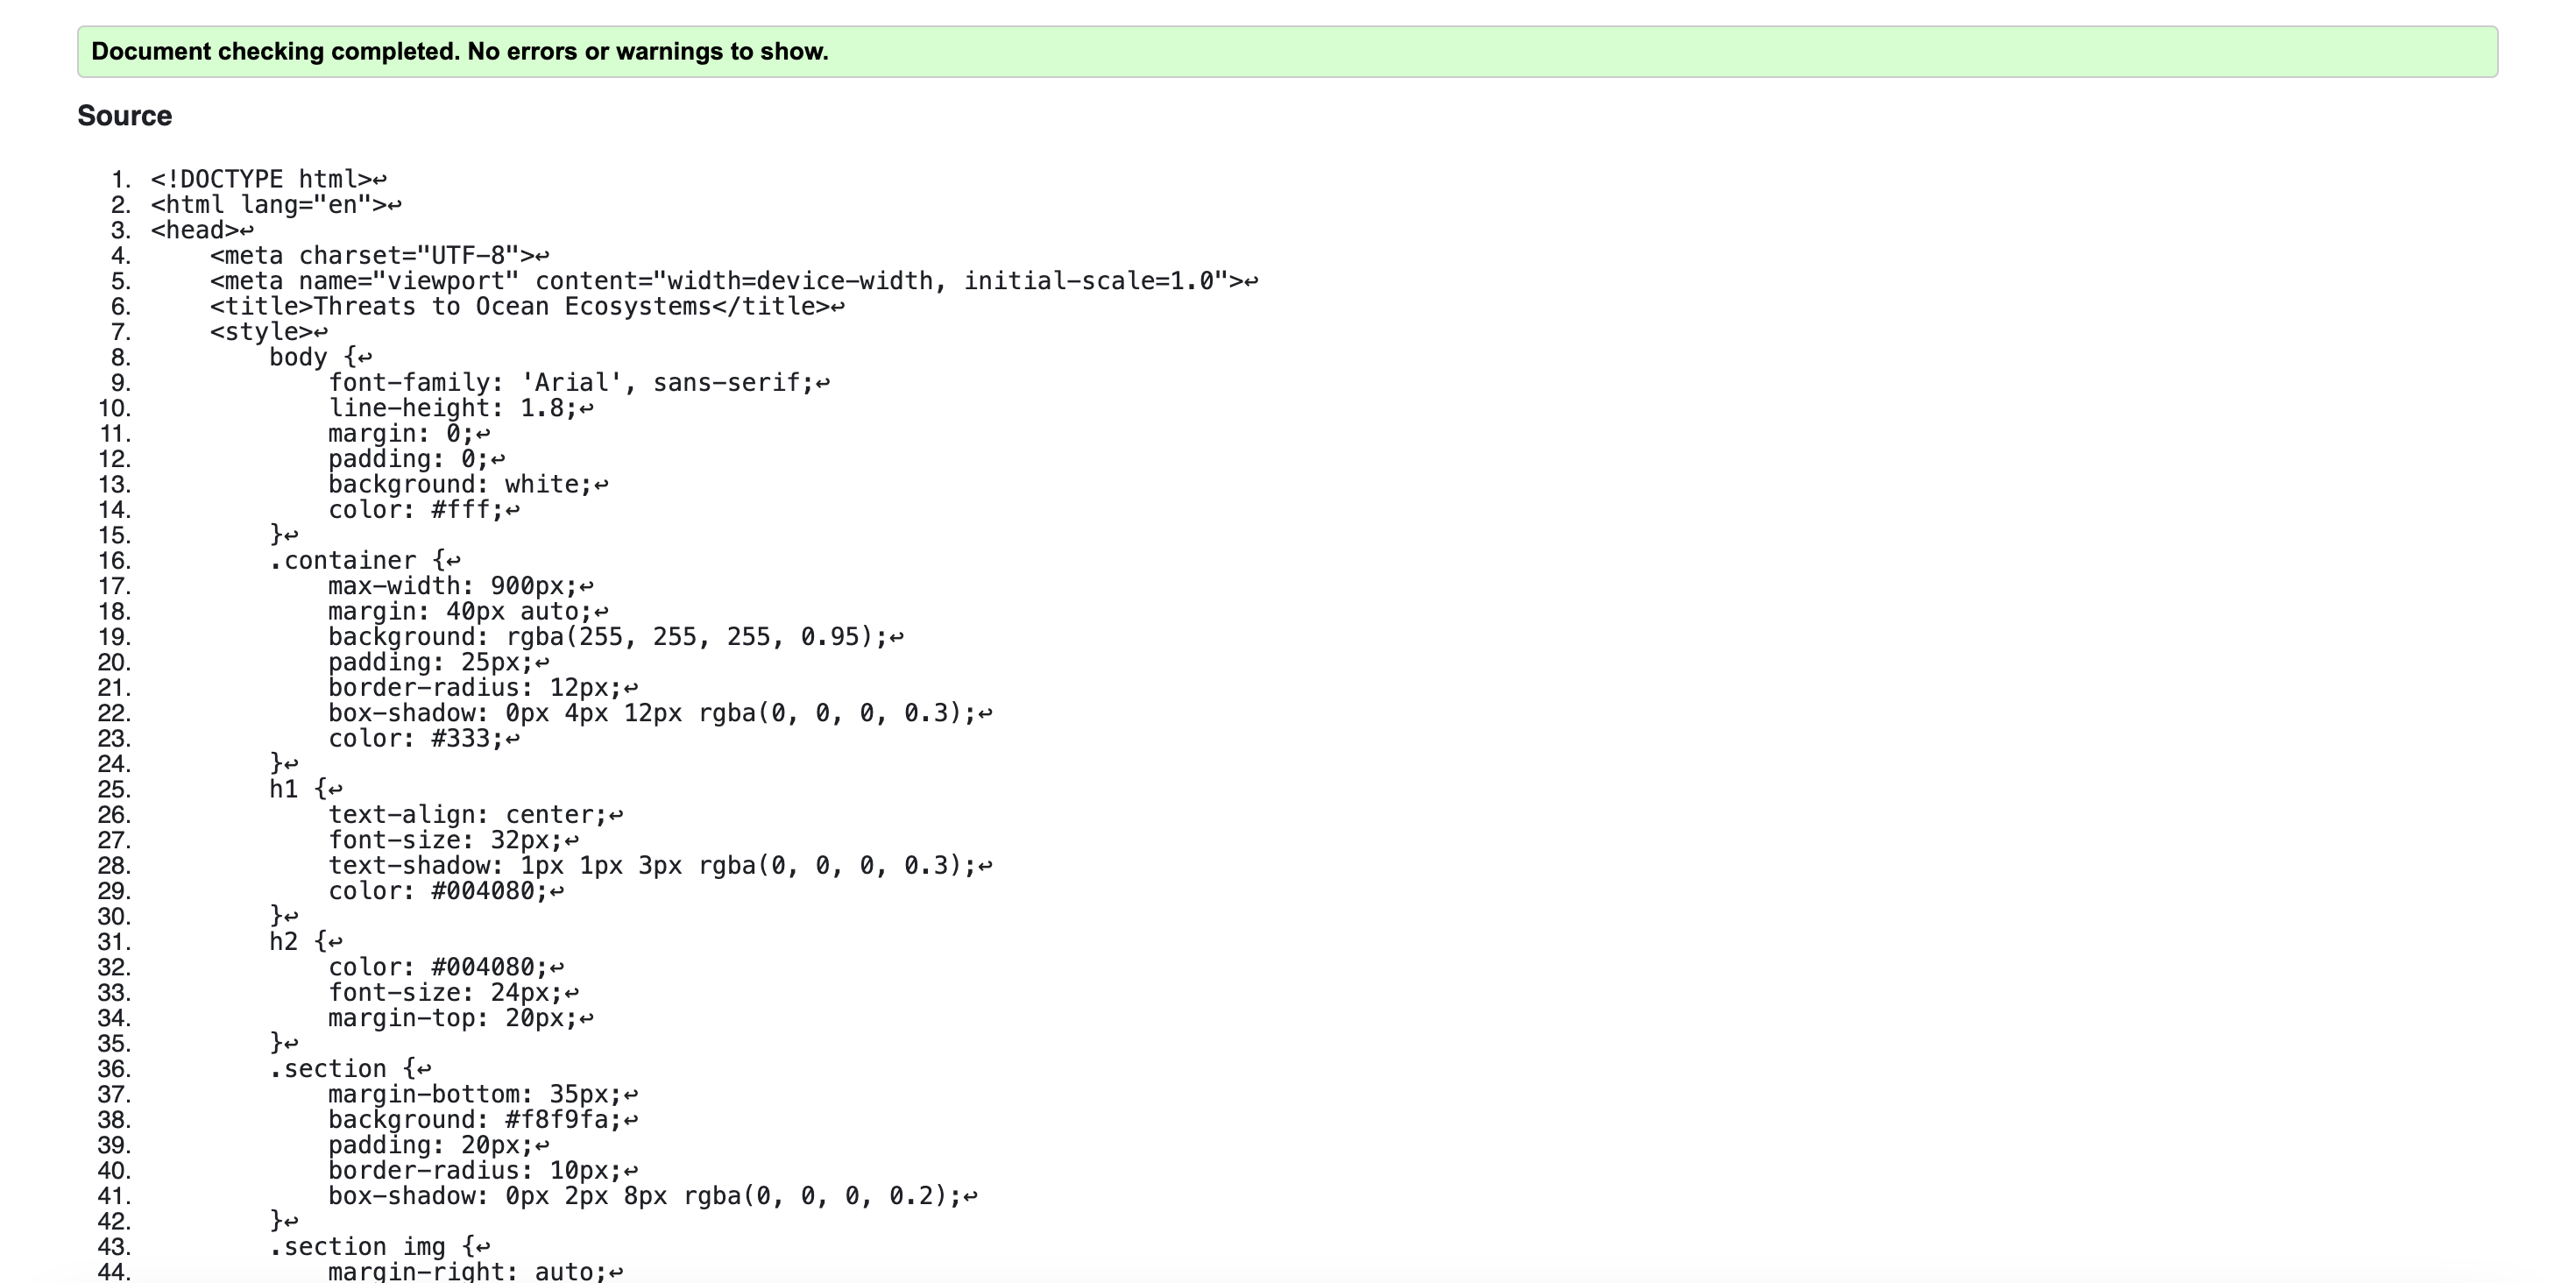 Document checking completed. No errors or warnings to show.
Source
1. <!DOCTYPE html>↩
2. <html lang="en">↩
3. <head>↩
4.     <meta charset="UTF-8">↩
5.     <meta name="viewport" content="width=device-width, initial-scale=1.0">↩
6.     <title>Threats to Ocean Ecosystems</title>↩
7.     <style>↩
8.         body {↩
9.             font-family: 'Arial', sans-serif;↩
10.             line-height: 1.8;↩
11.             margin: 0;↩
12.             padding: 0;↩
13.             background: white;↩
14.             color: #fff;↩
15.         }↩
16.         .container {↩
17.             max-width: 900px;↩
18.             margin: 40px auto;↩
19.             background: rgba(255, 255, 255, 0.95);↩
20.             padding: 25px;↩
21.             border-radius: 12px;↩
22.             box-shadow: 0px 4px 12px rgba(0, 0, 0, 0.3);↩
23.             color: #333;↩
24.         }↩
25.         h1 {↩
26.             text-align: center;↩
27.             font-size: 32px;↩
28.             text-shadow: 1px 1px 3px rgba(0, 0, 0, 0.3);↩
29.             color: #004080;↩
30.         }↩
31.         h2 {↩
32.             color: #004080;↩
33.             font-size: 24px;↩
34.             margin-top: 20px;↩
35.         }↩
36.         .section {↩
37.             margin-bottom: 35px;↩
38.             background: #f8f9fa;↩
39.             padding: 20px;↩
40.             border-radius: 10px;↩
41.             box-shadow: 0px 2px 8px rgba(0, 0, 0, 0.2);↩
42.         }↩
43.         .section img {↩
44.             margin-right: auto;↩